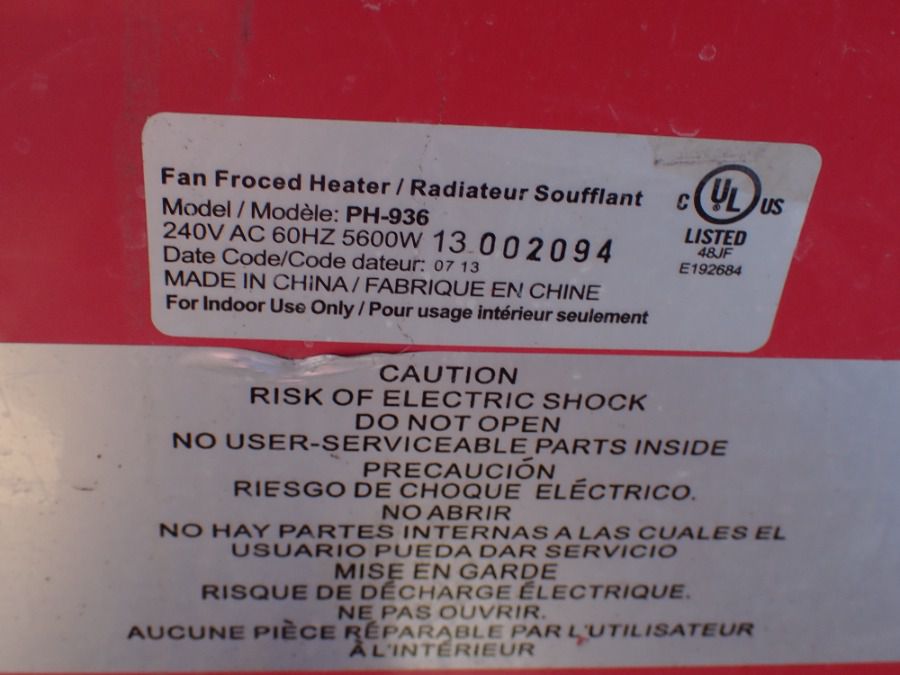 Fan Froced Heater / Radiateur Soufflant
Model / Modèle: PH-936
240V AC 60HZ 5600W 13 002094
Date Code/Code dateur: 07 13
MADE IN CHINA / FABRIQUE EN CHINE
For Indoor Use Only / Pour usage intérieur seulement
C UL US
LISTED
48JF
E192684
CAUTION
RISK OF ELECTRIC SHOCK
DO NOT OPEN
NO USER-SERVICEABLE PARTS INSIDE
PRECAUCIÓN
RIESGO DE CHOQUE ELÉCTRICO.
NO ABRIR
NO HAY PARTES INTERNAS A LAS CUALES EL
USUARIO PUEDA DAR SERVICIO
MISE EN GARDE
RISQUE DE DÉCHARGE ÉLECTRIQUE.
NE PAS OUVRIR.
AUCUNE PIÈCE RÉPARABLE PAR L'UTILISATEUR
À L'INTÉRIEUR